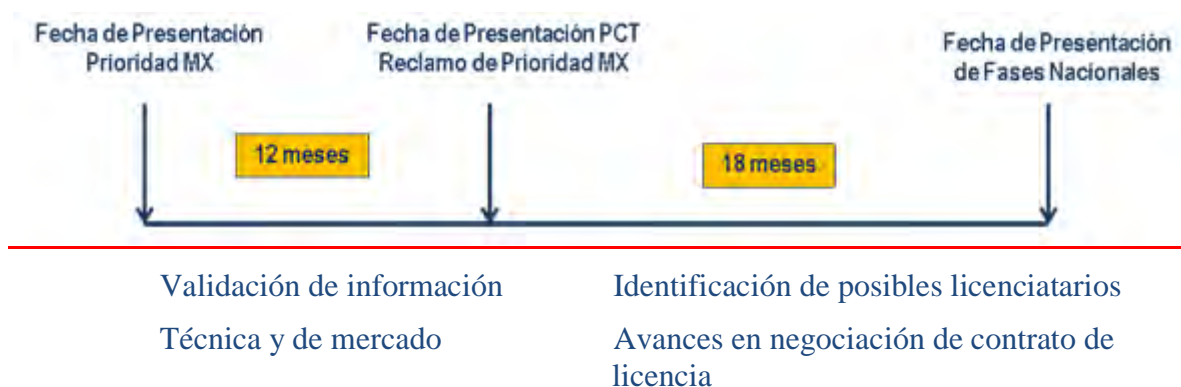 Fecha de Presentación
Prioridad MX
Fecha de Presentación PCT
Reclamo de Prioridad MX
Fecha de Presentación
de Fases Nacionales
12 meses
18 meses
Validación de información
Técnica y de mercado
Identificación de posibles licenciatarios
Avances en negociación de contrato de
licencia